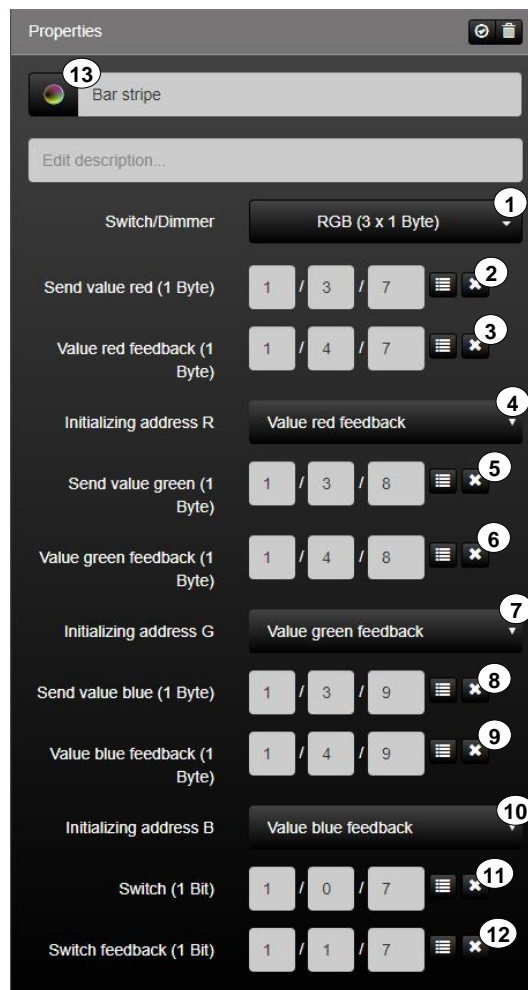 Properties
13
Bar stripe
Edit description...
1
Switch/Dimmer RGB (3 x 1 Byte)
2
Send value red (1 Byte) 1 / 3 / 7
3
Value red feedback (1 1 / 4 / 7
Byte)
4
Initializing address R Value red feedback
5
Send value green (1 1 / 3 / 8
Byte)
6
Value green feedback (1 1 / 4 / 8
Byte)
7
Initializing address G Value green feedback
8
Send value blue (1 Byte) 1 / 3 / 9
9
Value blue feedback (1 1 / 4 / 9
Byte)
10
Initializing address B Value blue feedback
11
Switch (1 Bit) 1 / 0 / 7
12
Switch feedback (1 Bit) 1 / 1 / 7